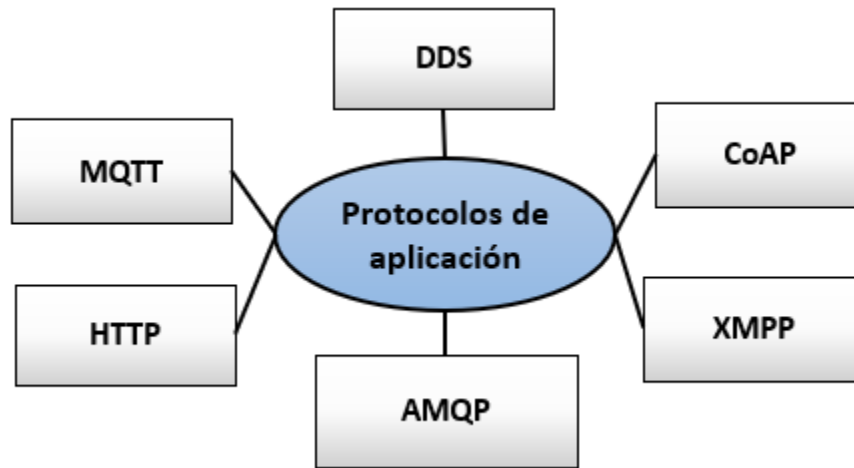 DDS
MQTT
CoAP
Protocolos de
aplicación
HTTP
XMPP
AMQP